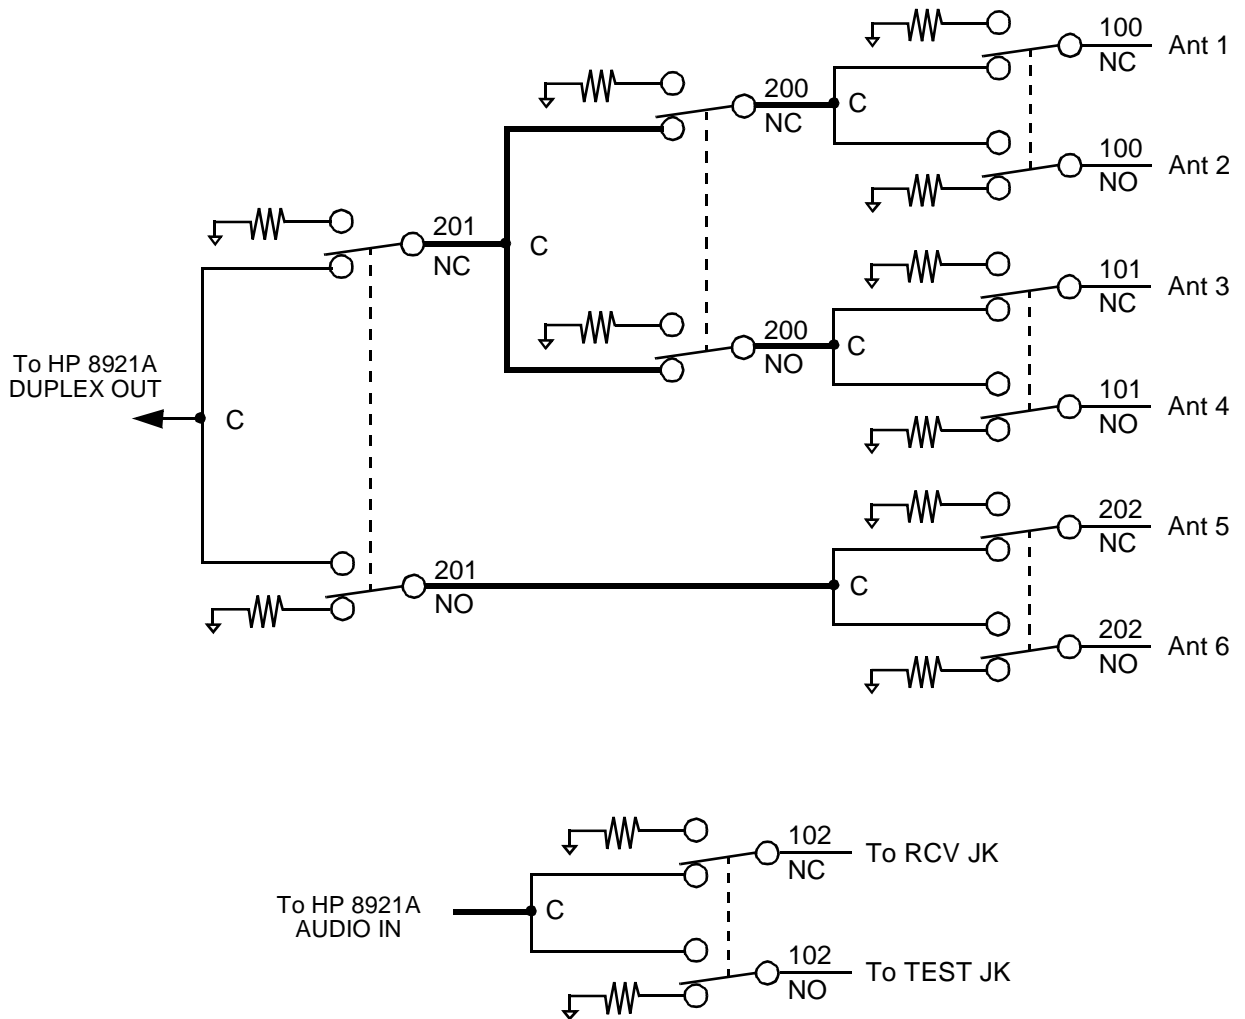 100
NC
Ant 1
200
NC
C
100
NO
Ant 2
201
NC
C
101
NC
Ant 3
200
NO
C
To HP 8921A
DUPLEX OUT
C
101
NO
Ant 4
202
NC
Ant 5
201
NO
C
202
NO
Ant 6
102
NC
To RCV JK
To HP 8921A
AUDIO IN
C
102
NO
To TEST JK